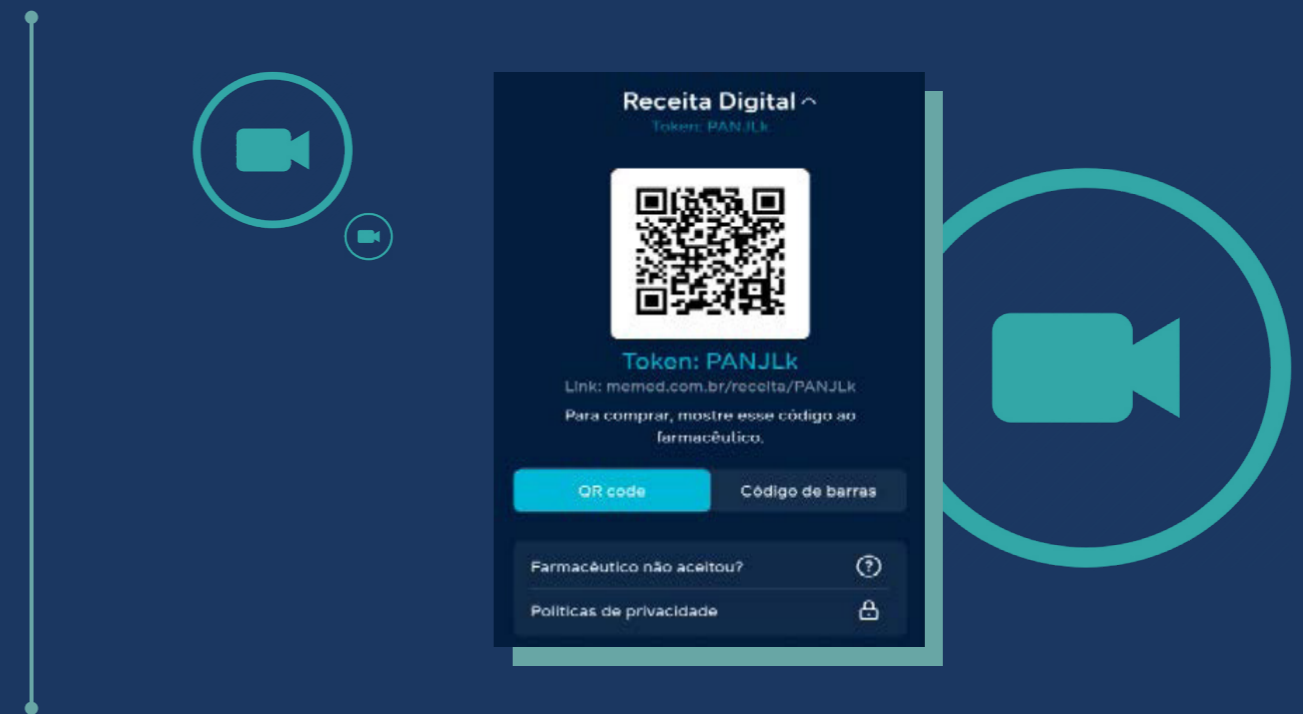 Receita Digital
Token: PANJLk
Token: PANJLk
Link: memed.com.br/receita/PANJLk
Para comprar, mostre esse código ao
farmacêutico.
QR code
Código de barras
Farmacêutico não aceitou?
Políticas de privacidade